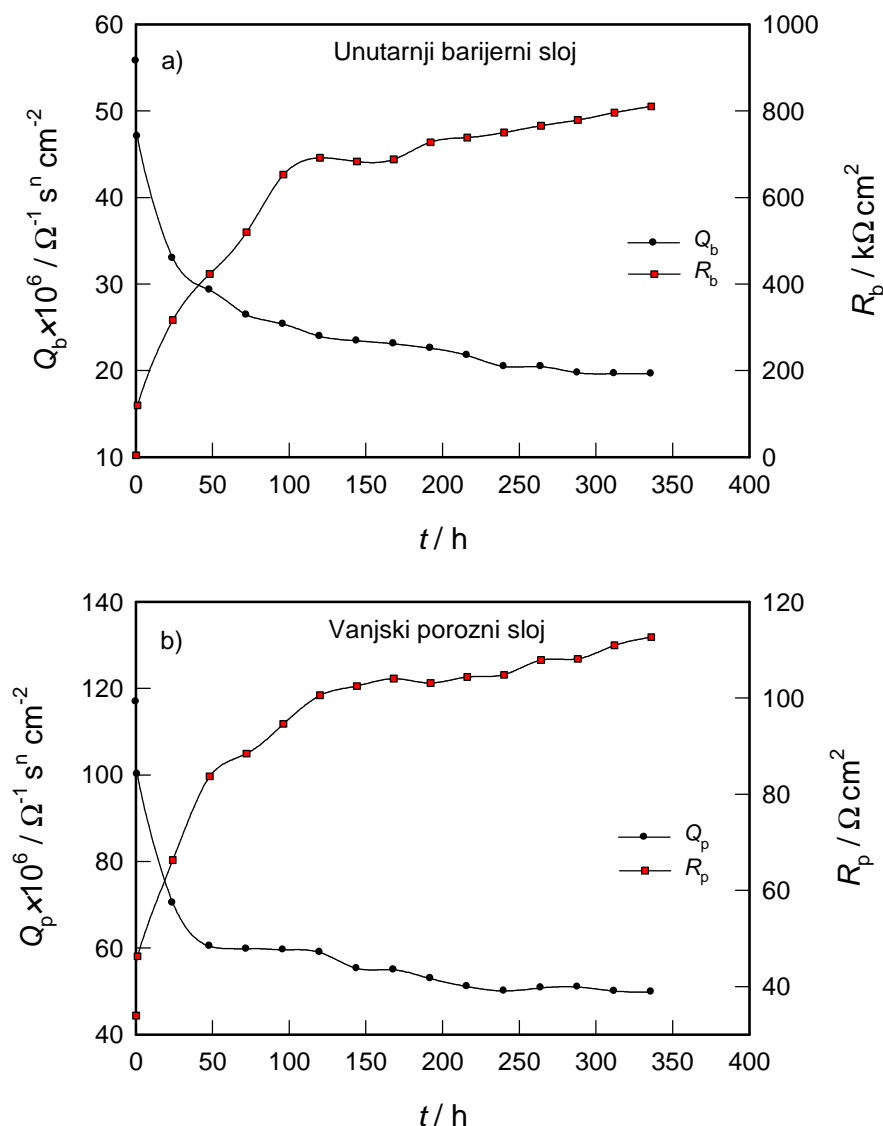 a)
Unutarnji barijerni sloj
60
50
40
30
20
10
1000
800
600
400
200
0
Q_b×10^6 / Ω^-1 s^n cm^-2
R_b / kΩ cm^2
Q_b
R_b
0 50 100 150 200 250 300 350 400
t / h
b)
Vanjski porozni sloj
140
120
100
80
60
40
120
100
80
60
40
Q_p×10^6 / Ω^-1 s^n cm^-2
R_p / Ω cm^2
Q_p
R_p
0 50 100 150 200 250 300 350 400
t / h